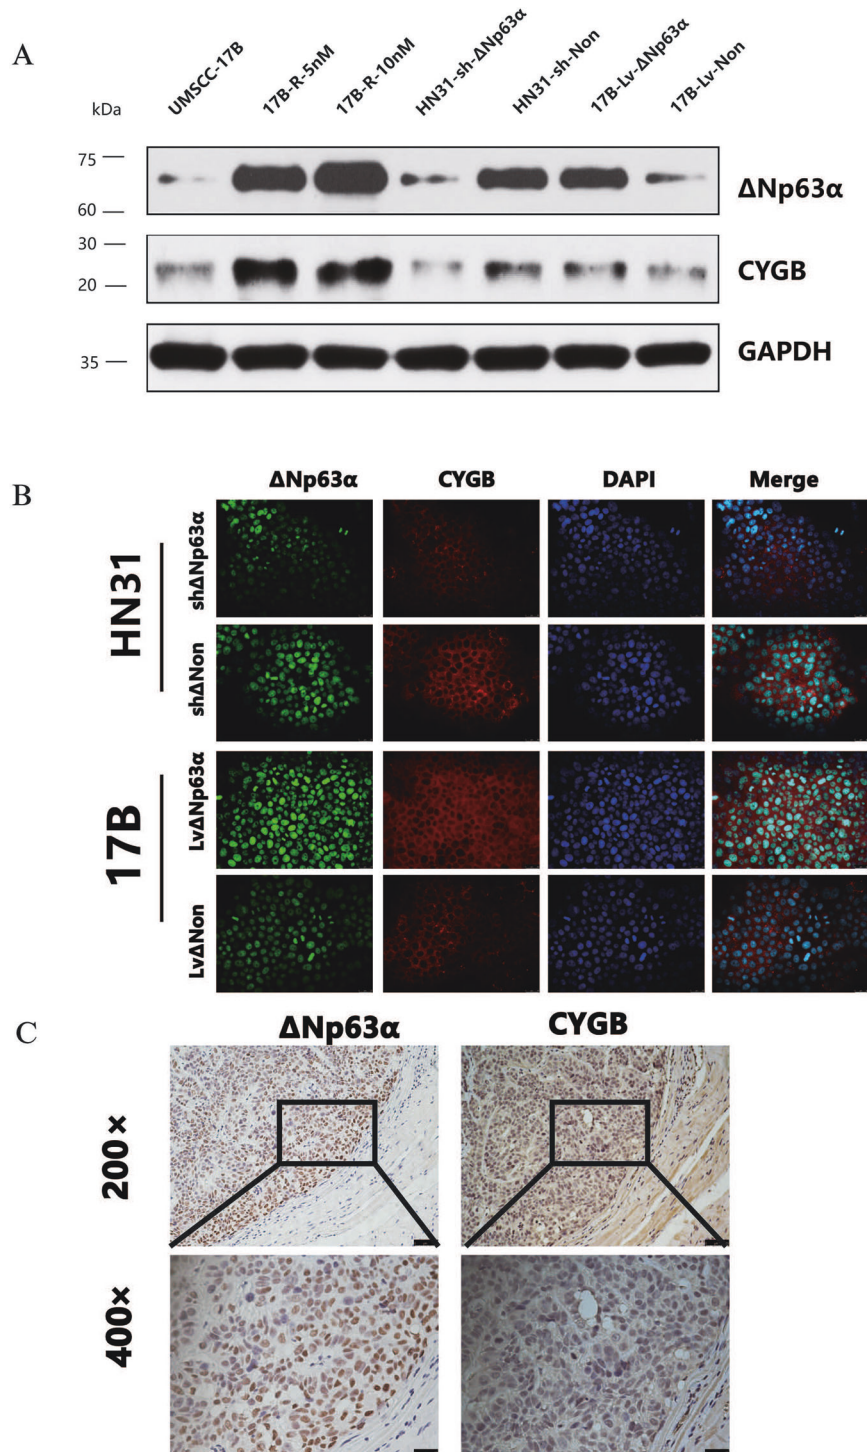 A
kDa
UMSCC-17B
17B-R-5nM
17B-R-10nM
HN31-sh-ΔNp63α
HN31-sh-Non
17B-Lv-ΔNp63α
17B-Lv-Non
75
60
ΔNp63α
30
20
CYGB
35
GAPDH
B
ΔNp63α CYGB DAPI Merge
HN31
shΔNp63α
shΔNon
17B
LvΔNp63α
LvΔNon
C
ΔNp63α CYGB
200×
400×